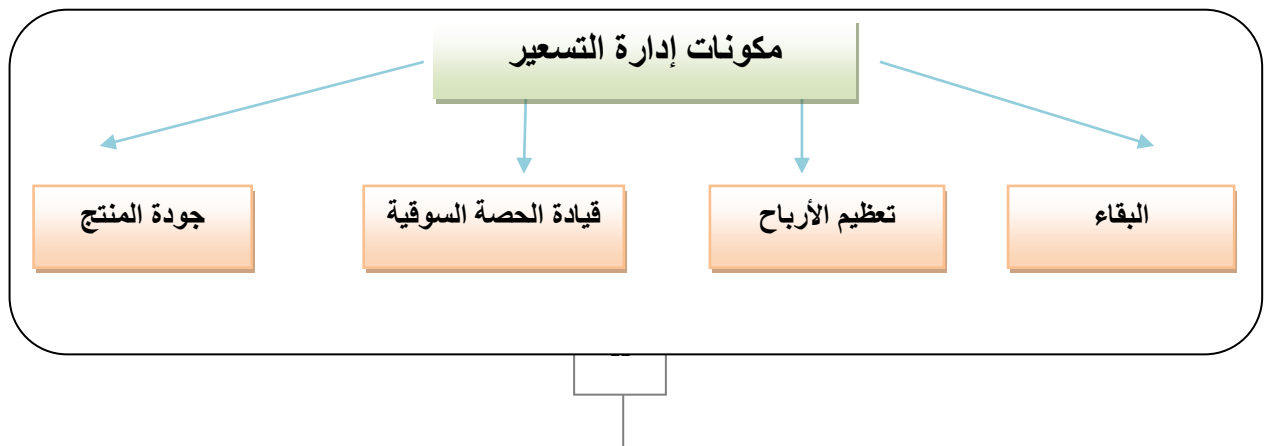 مكونات إدارة التسعير
البقاء
تعظيم الأرباح
قيادة الحصة السوقية
جودة المنتج